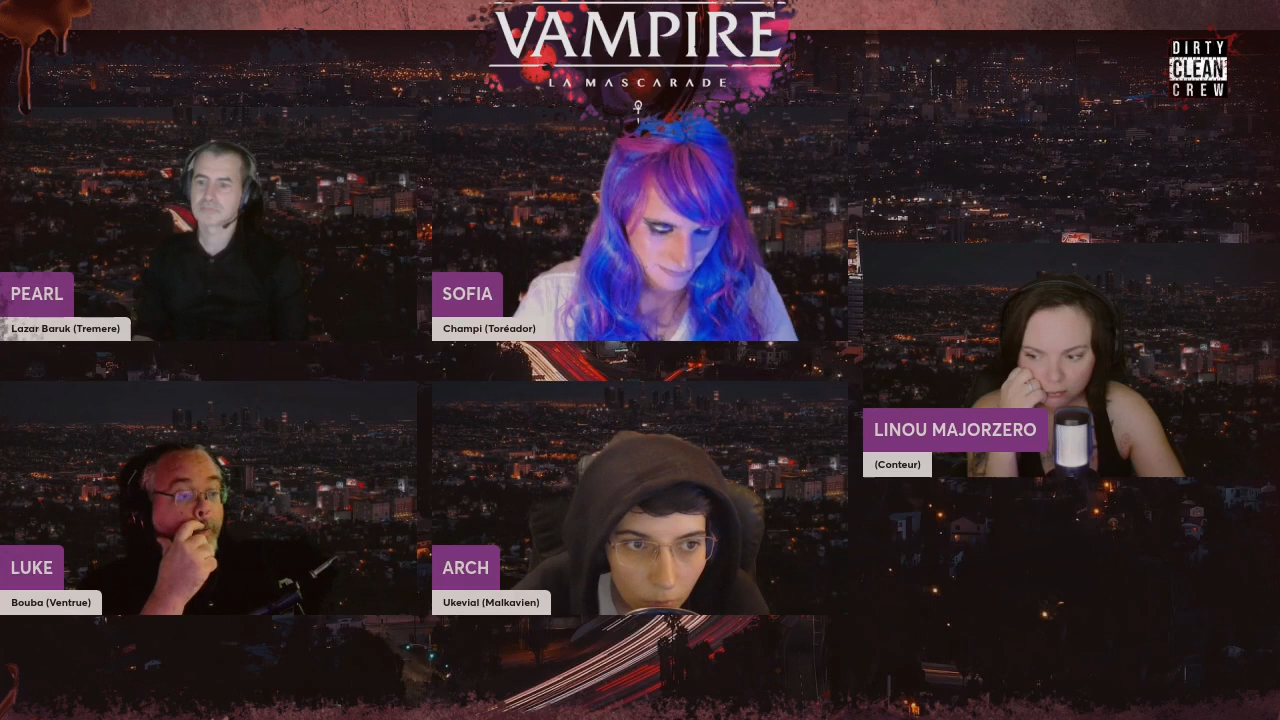 VAMPIRE
LA MASCARADE
DIRTY
CLEAN
CREW
PEARL
Lazar Baruk (Tremere)
SOFIA
Champi (Toréador)
LINOU MAJORZERO
(Conteur)
LUKE
Bouba (Ventrue)
ARCH
Ukevial (Malkavien)